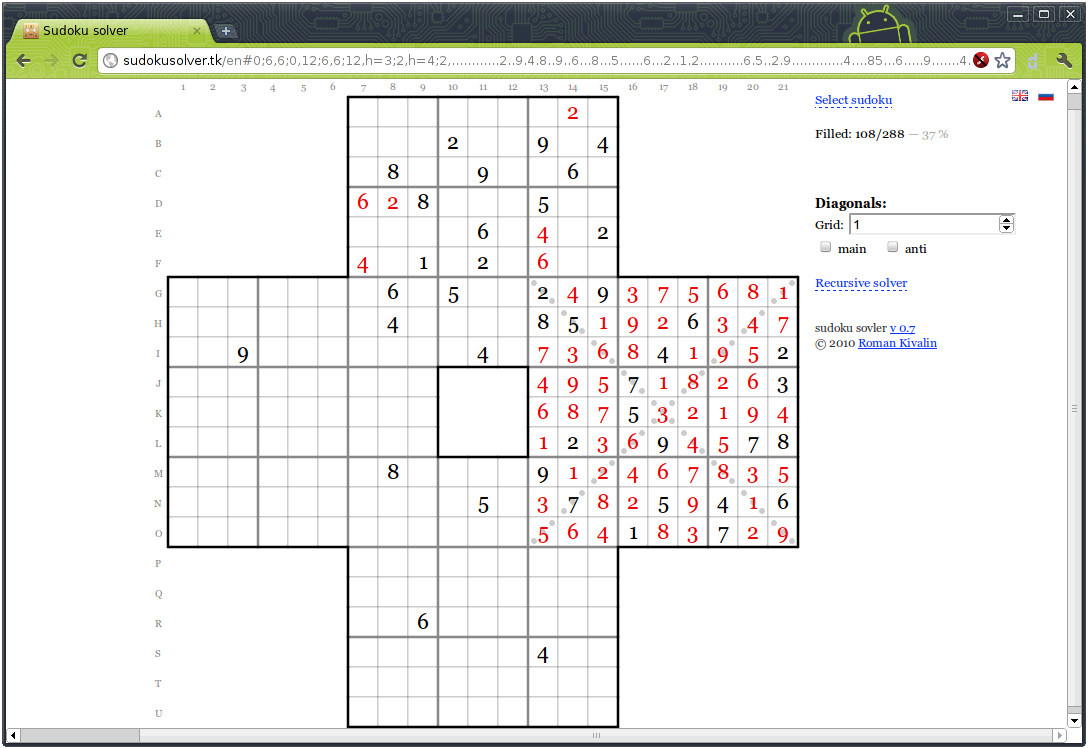 Sudoku solver
sudokusolver.tk/en#0;6,6;0,12;6,6;12,h=3;2,h=4;2,...........2..9.4.8..9..6...8...5......6...2..1..2...........6.5...2.9..............4....85...6.....9.......4.
1 2 3 4 5 6 7 8 9 10 11 12 13 14 15 16 17 18 19 20 21
A 2
B 2 9 4
C 8 9 6
D 6 2 8 5
E 6 4 2
F 4 1 2 6
G 6 5 2 4 9 3 7 5 6 8 1
H 4 8 5 1 9 2 6 3 4 7
I 9 4 7 3 6 8 4 1 9 5 2
J 4 9 5 7 1 8 2 6 3
K 6 8 7 5 3 2 1 9 4
L 1 2 3 6 9 4 5 7 8
M 8 9 1 2 4 6 7 8 3 5
N 5 3 7 8 2 5 9 4 1 6
O 5 6 4 1 8 3 7 2 9
P
Q
R 6
S 4
T
U
Select sudoku
Filled: 108/288 — 37 %
Diagonals:
Grid: 1
main anti
Recursive solver
sudoku sovler v 0.7
© 2010 Roman Kivalin